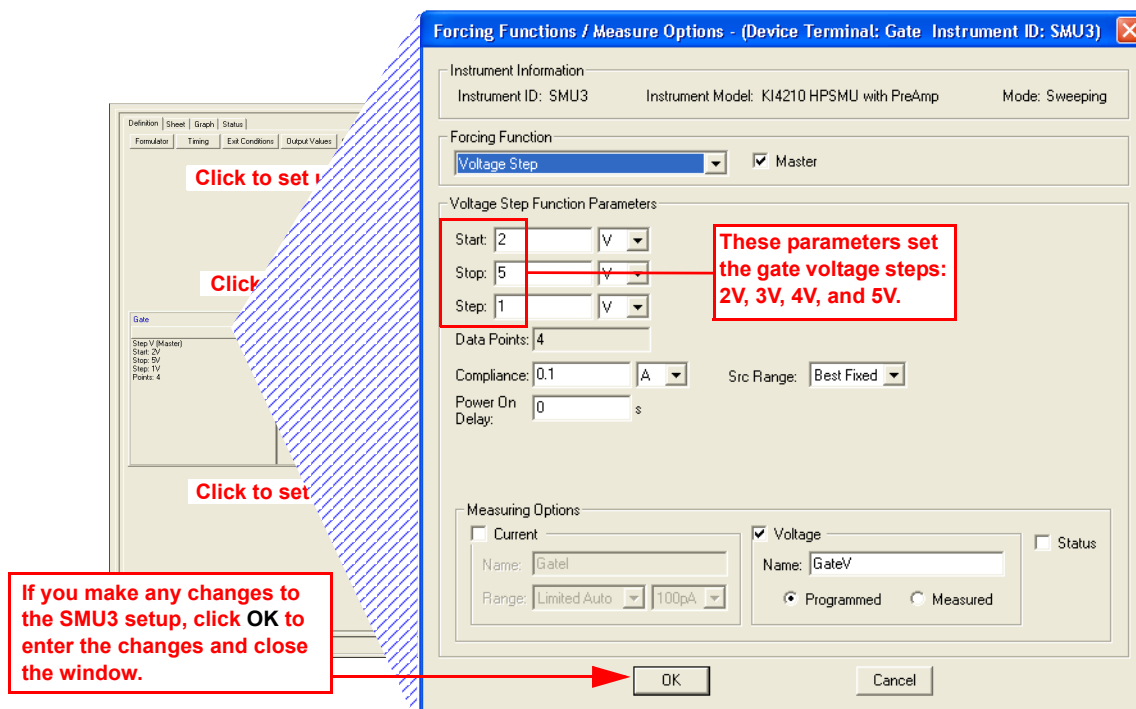 Forcing Functions / Measure Options - (Device Terminal: Gate Instrument ID: SMU3)
Instrument Information
Instrument ID: SMU3 Instrument Model: KI4210 HPSMU with PreAmp Mode: Sweeping
Forcing Function
Voltage Step Master
Voltage Step Function Parameters
Start: 2 V
Stop: 5 V
Step: 1 V
Data Points: 4
Compliance: 0.1 A Src Range: Best Fixed
Power On
Delay: 0 s
These parameters set
the gate voltage steps:
2V, 3V, 4V, and 5V.
Measuring Options
Current
Name: GateI
Range: Limited Auto 100pA
Voltage
Name: GateV
Programmed Measured
Status
OK Cancel
Definition Sheet Graph Status
Formulator Timing Exit Conditions Output Values
Click to set
Click
Gate
Step V (Master)
Start: 2V
Stop: 5V
Step: 1V
Points: 4
Click to set
If you make any changes to
the SMU3 setup, click OK to
enter the changes and close
the window.